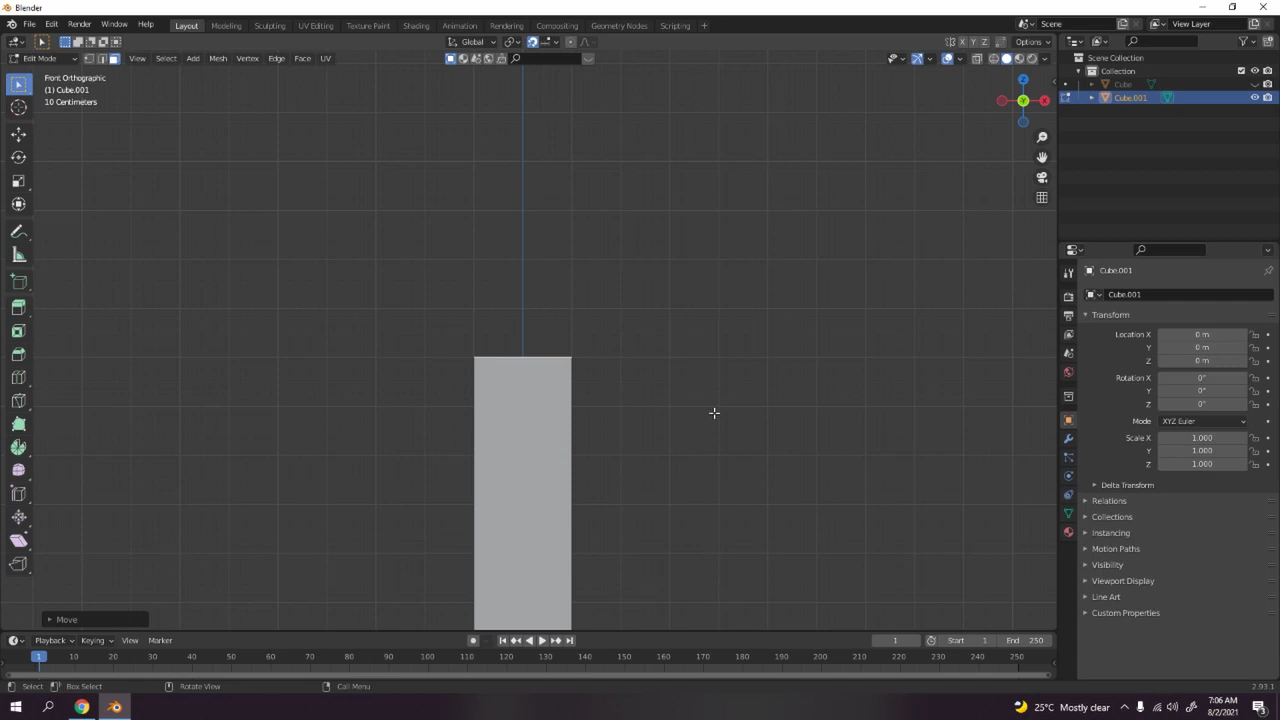 Blender
File Edit Render Window Help Layout Modeling Sculpting UV Editing Texture Paint Shading Animation Rendering Compositing Geometry Nodes Scripting + Scene View Layer
Global X Y Z Options
Edit Mode View Select Add Mesh Vertex Edge Face UV
Front Orthographic
(1) Cube.001
10 Centimeters
Z
Y X
Scene Collection
Collection
Cube
Cube.001
Cube.001
Cube.001
Transform
Location X 0 m
Y 0 m
Z 0 m
Rotation X 0°
Y 0°
Z 0°
Mode XYZ Euler
Scale X 1.000
Y 1.000
Z 1.000
Delta Transform
Relations
Collections
Instancing
Motion Paths
Visibility
Viewport Display
Line Art
Custom Properties
Move
Playback Keying View Marker 1 Start 1 End 250
1 10 20 30 40 50 60 70 80 90 100 110 120 130 140 150 160 170 180 190 200 210 220 230 240 250
Select Box Select Rotate View Call Menu 2.93.1
25°C Mostly clear 7:06 AM
8/2/2021
3